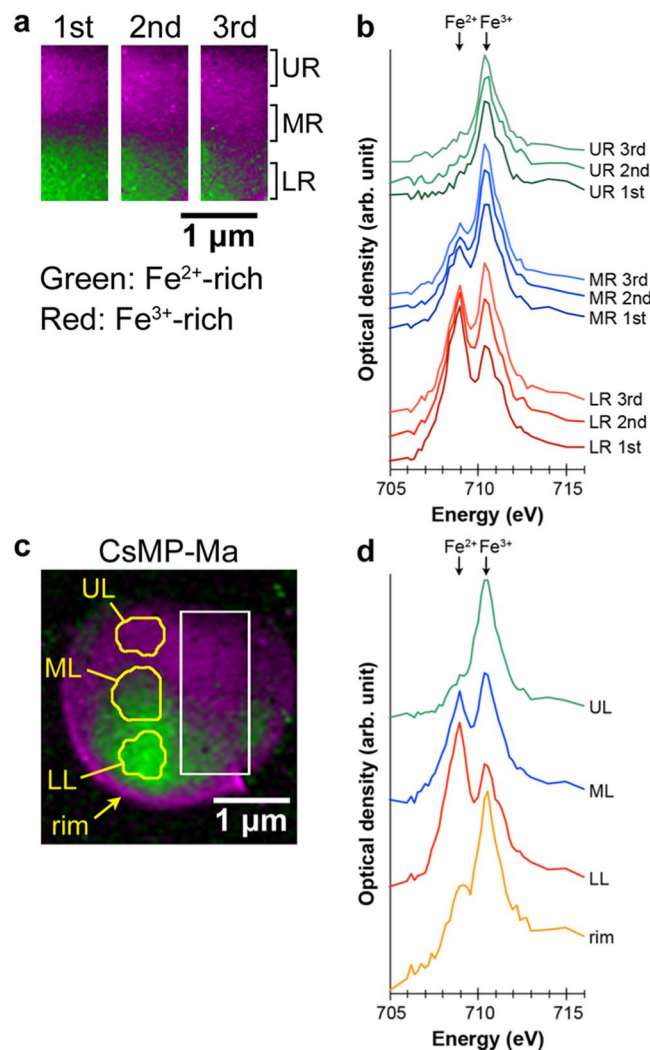 a
1st 2nd 3rd
UR
MR
LR
1 μm
Green: Fe²⁺-rich
Red: Fe³⁺-rich
b
Fe²⁺ Fe³⁺
Optical density (arb. unit)
UR 3rd
UR 2nd
UR 1st
MR 3rd
MR 2nd
MR 1st
LR 3rd
LR 2nd
LR 1st
705 710 715
Energy (eV)
c
CsMP-Ma
UL
ML
LL
rim
1 μm
d
Fe²⁺ Fe³⁺
Optical density (arb. unit)
UL
ML
LL
rim
705 710 715
Energy (eV)